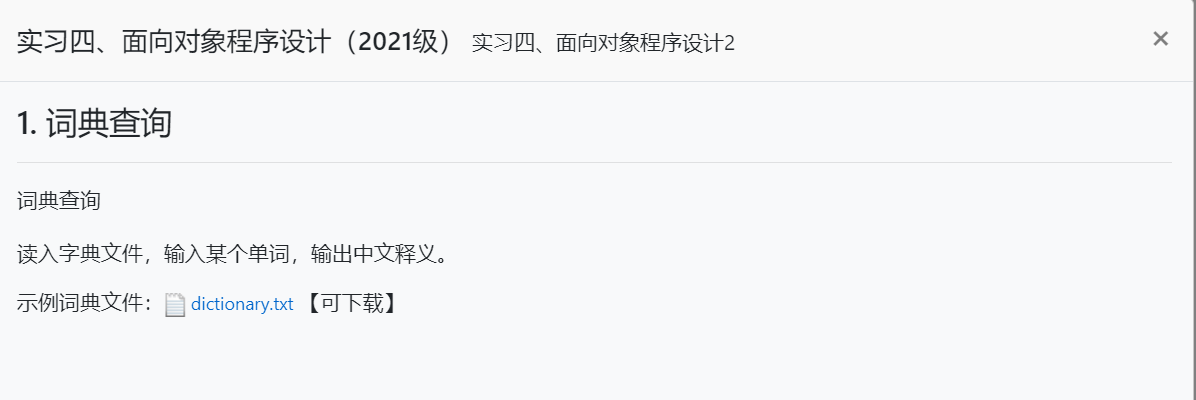 实习四、面向对象程序设计（2021级） 实习四、面向对象程序设计2 ×
1. 词典查询
词典查询
读入字典文件，输入某个单词，输出中文释义。
示例词典文件： dictionary.txt 【可下载】